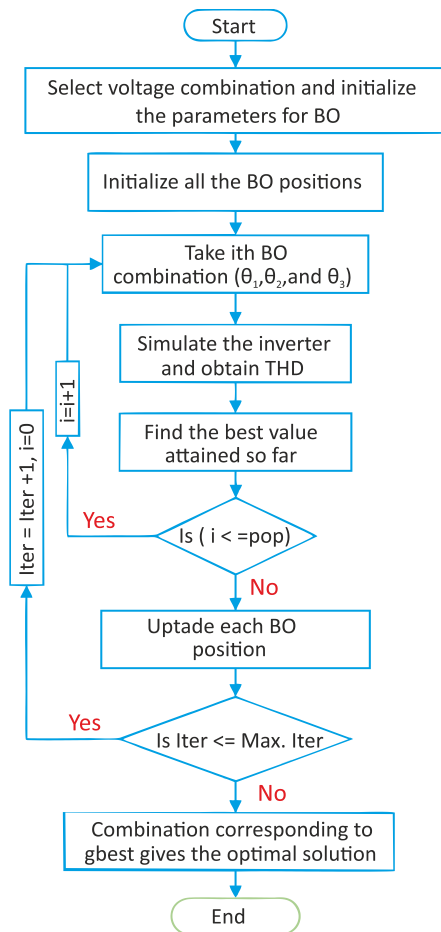 Start
Select voltage combination and initialize
the parameters for BO
Initialize all the BO positions
Take ith BO
combination (θ₁,θ₂,and θ₃)
Simulate the inverter
and obtain THD
i=i+1
Iter = Iter +1, i=0
Find the best value
attained so far
Yes
Is ( i < =pop)
No
Uptade each BO
position
Yes
Is Iter <= Max. Iter
No
Combination corresponding to
gbest gives the optimal solution
End